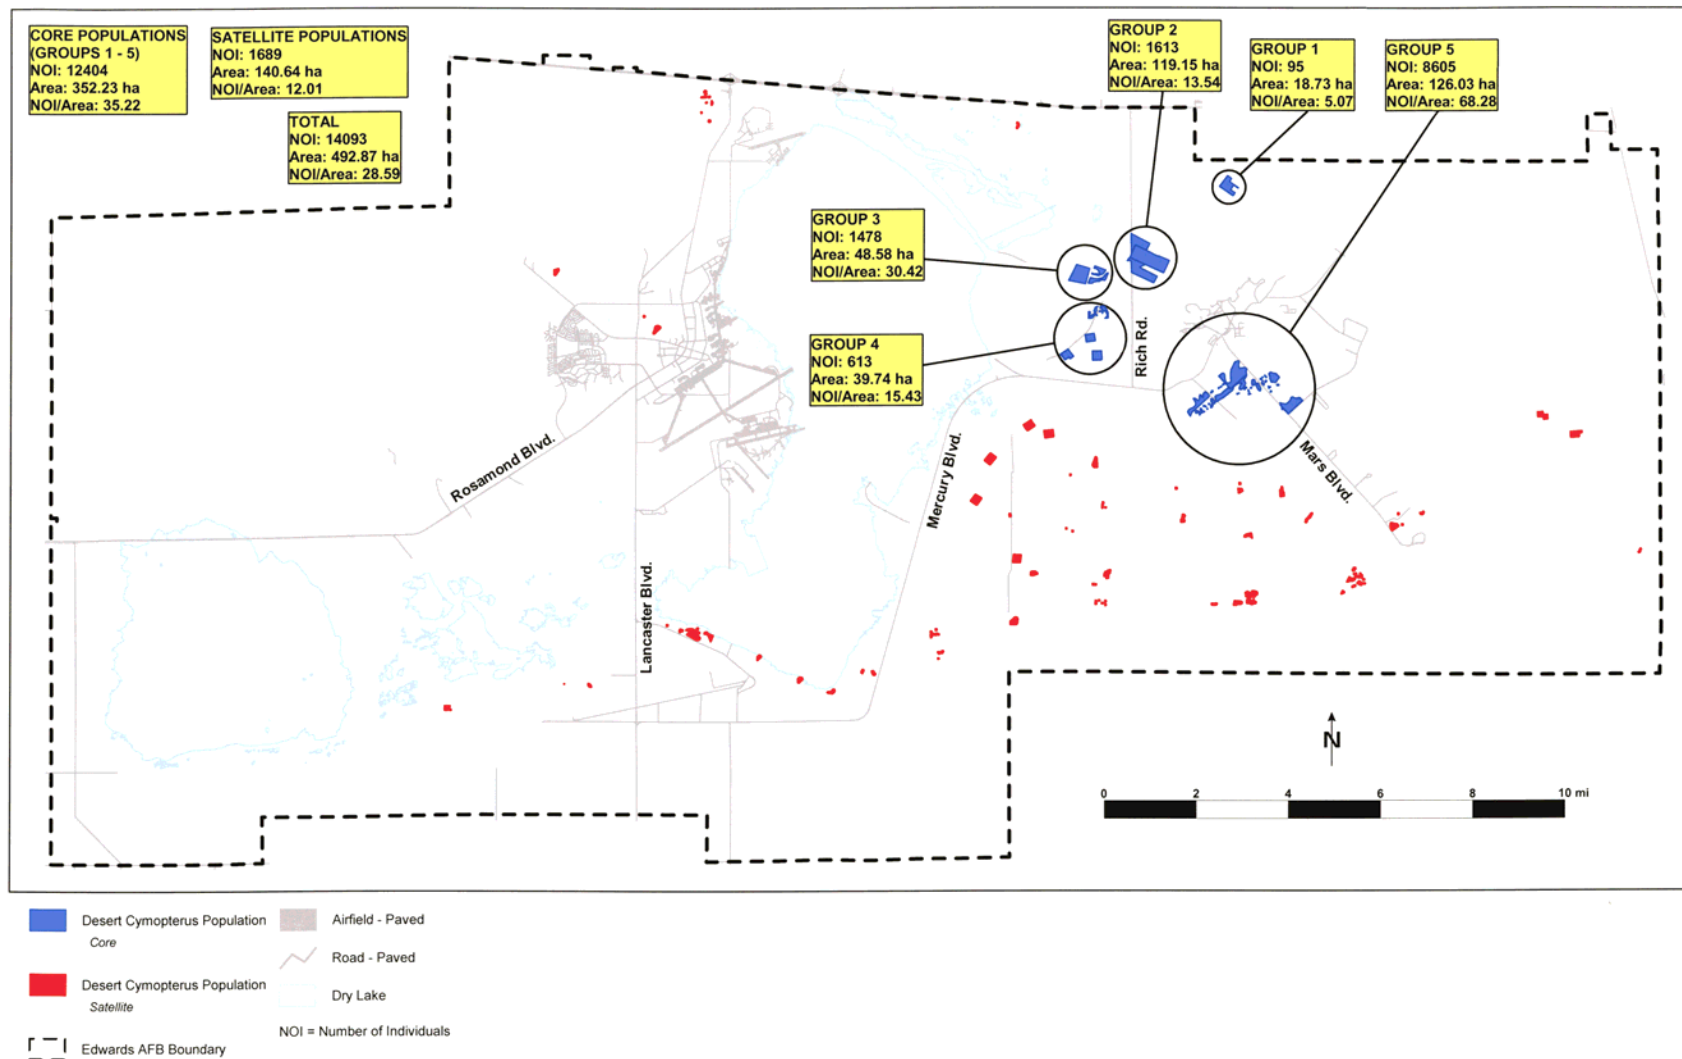 CORE POPULATIONS
(GROUPS 1 - 5)
NOI: 12404
Area: 352.23 ha
NOI/Area: 35.22
SATELLITE POPULATIONS
NOI: 1689
Area: 140.64 ha
NOI/Area: 12.01
TOTAL
NOI: 14093
Area: 492.87 ha
NOI/Area: 28.59
GROUP 2
NOI: 1613
Area: 119.15 ha
NOI/Area: 13.54
GROUP 1
NOI: 95
Area: 18.73 ha
NOI/Area: 5.07
GROUP 5
NOI: 8605
Area: 126.03 ha
NOI/Area: 68.28
GROUP 3
NOI: 1478
Area: 48.58 ha
NOI/Area: 30.42
GROUP 4
NOI: 613
Area: 39.74 ha
NOI/Area: 15.43
Rich Rd.
Rosamond Blvd.
Mercury Blvd.
Mars Blvd.
Lancaster Blvd.
N
0 2 4 6 8 10 mi
Desert Cymopterus Population
Core
Desert Cymopterus Population
Satellite
Edwards AFB Boundary
Airfield - Paved
Road - Paved
Dry Lake
NOI = Number of Individuals